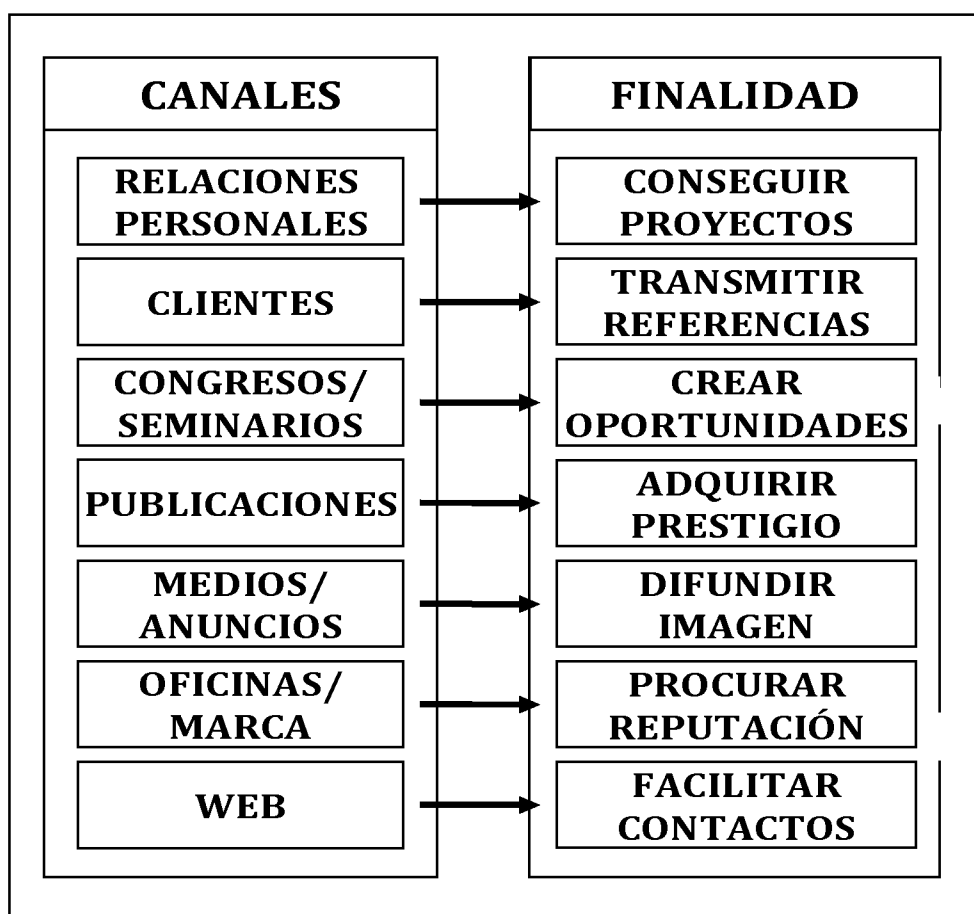 CANALES
FINALIDAD
RELACIONES
PERSONALES
CONSEGUIR
PROYECTOS
CLIENTES
TRANSMITIR
REFERENCIAS
CONGRESOS/
SEMINARIOS
CREAR
OPORTUNIDADES
PUBLICACIONES
ADQUIRIR
PRESTIGIO
MEDIOS/
ANUNCIOS
DIFUNDIR
IMAGEN
OFICINAS/
MARCA
PROCURAR
REPUTACIÓN
WEB
FACILITAR
CONTACTOS